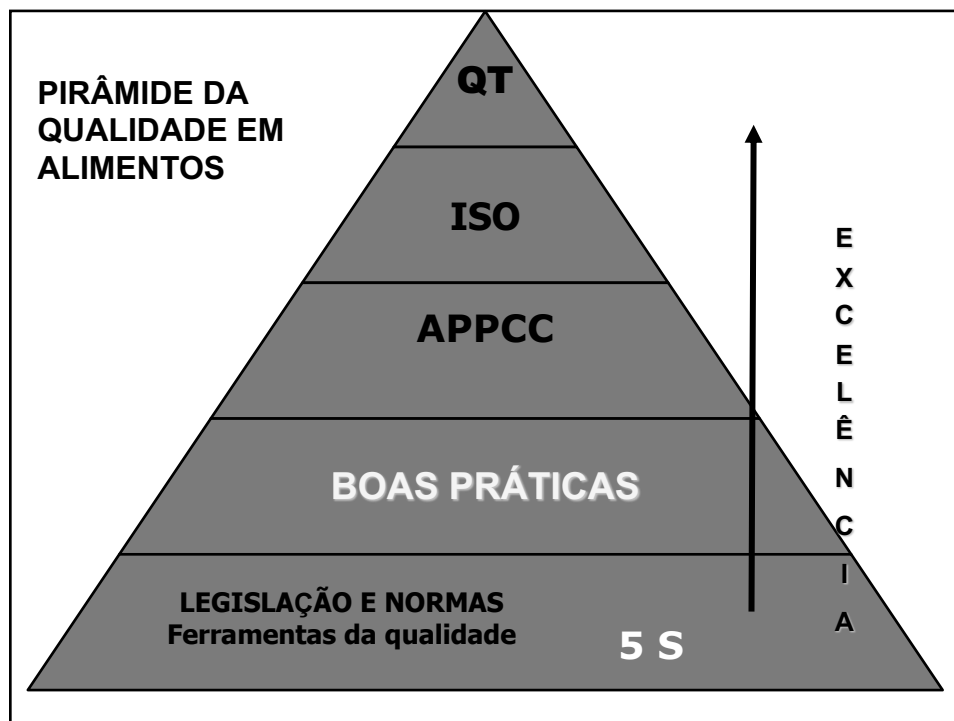 PIRÂMIDE DA
QUALIDADE EM
ALIMENTOS
QT
ISO
APPCC
BOAS PRÁTICAS
LEGISLAÇÃO E NORMAS
Ferramentas da qualidade
5 S
E
X
C
E
L
Ê
N
C
I
A